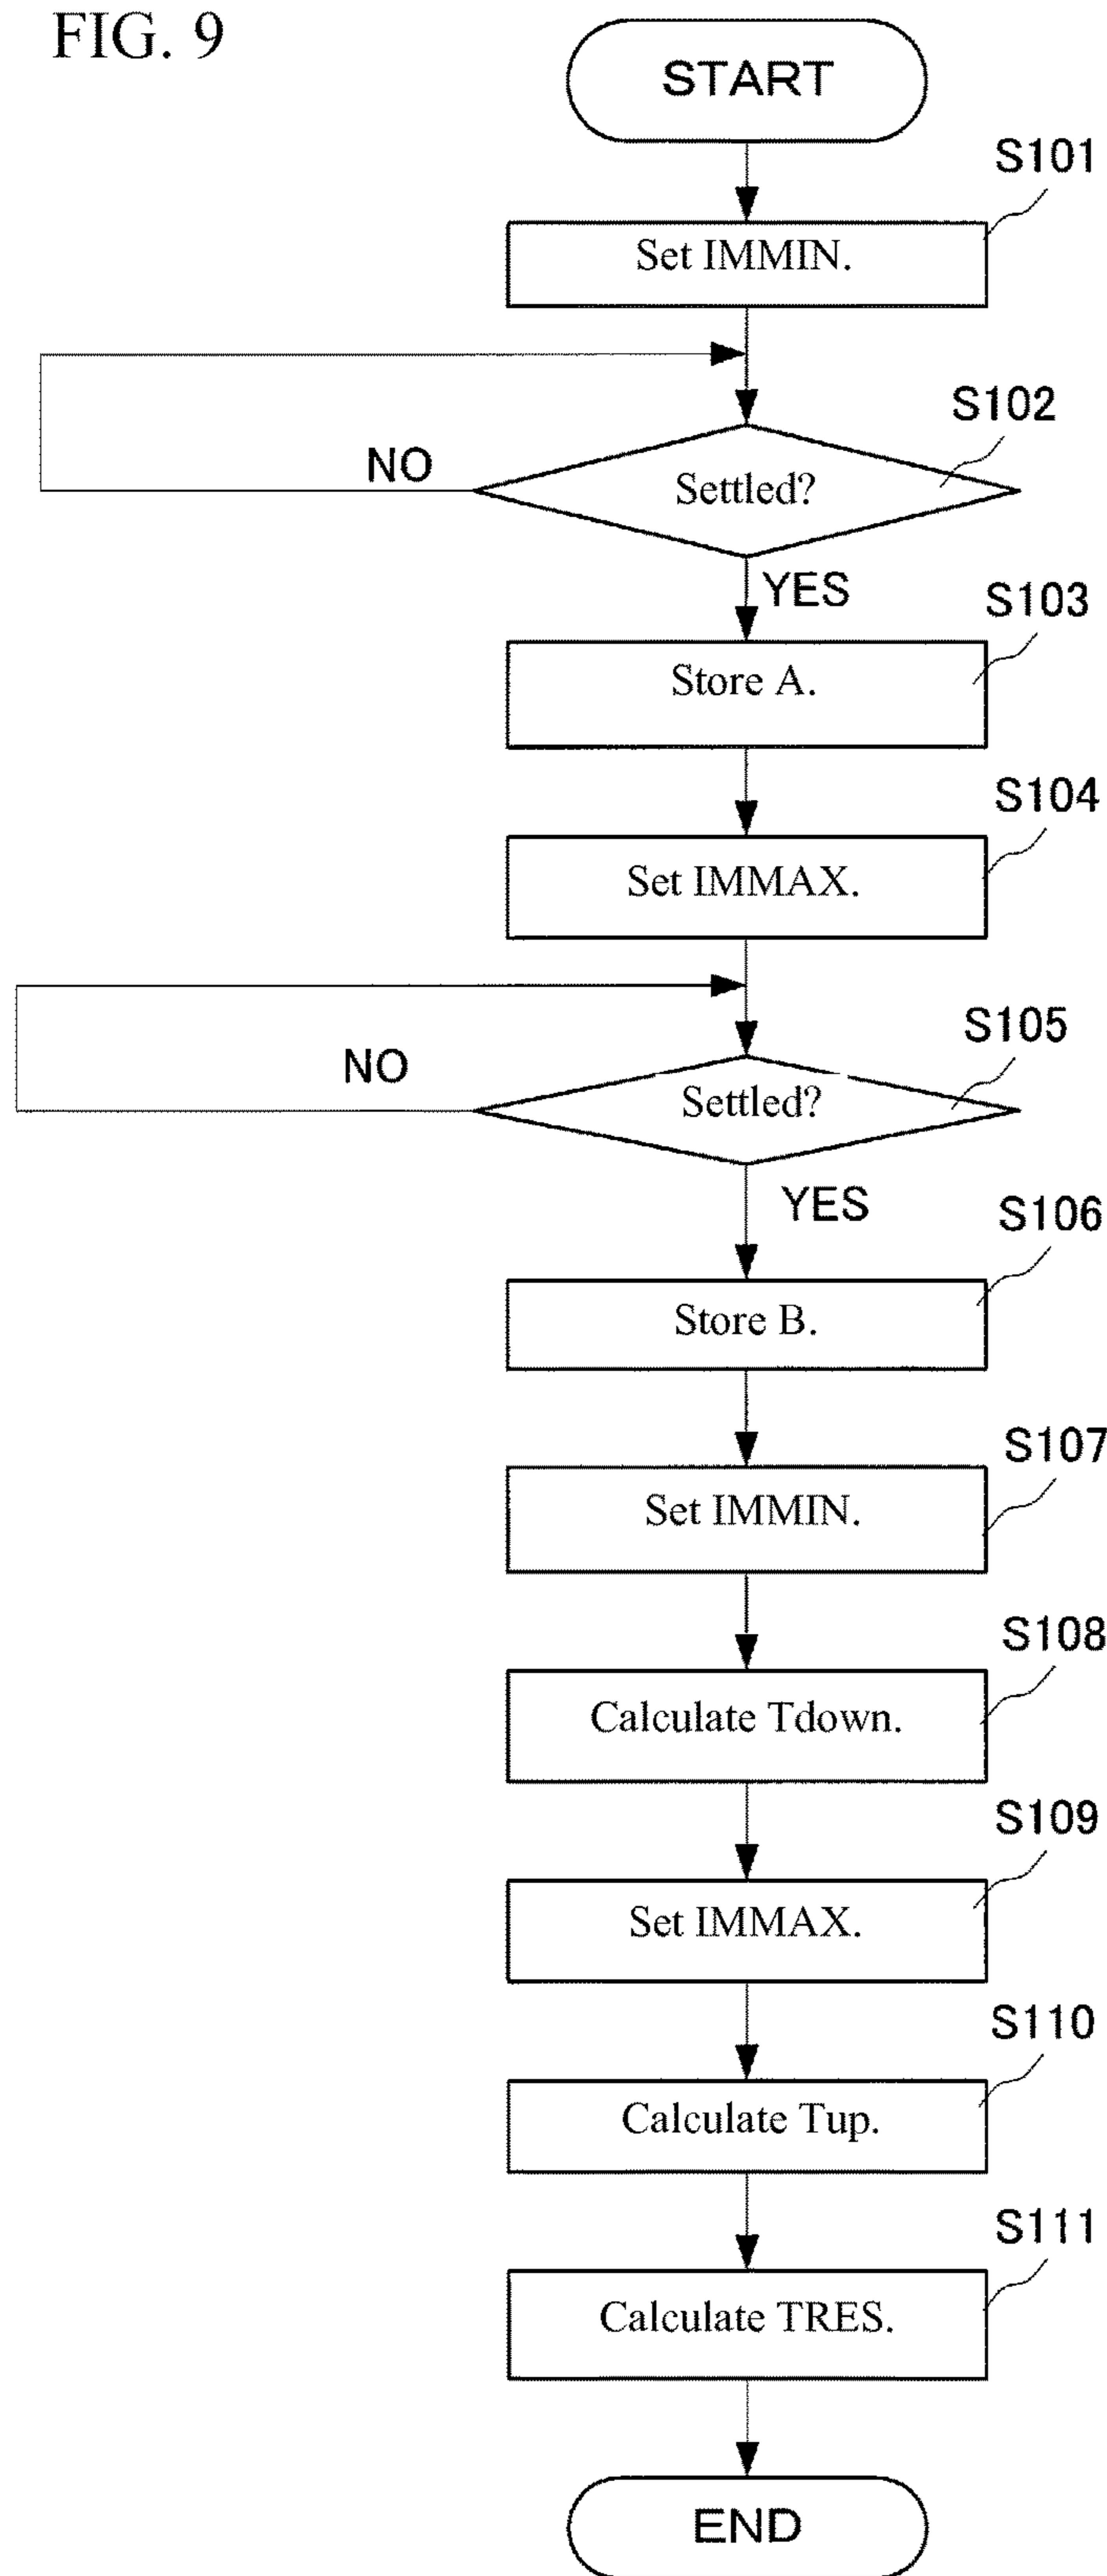 FIG. 9
START
S101
Set IMMIN.
S102
NO
Settled?
YES
S103
Store A.
S104
Set IMMAX.
S105
NO
Settled?
YES
S106
Store B.
S107
Set IMMIN.
S108
Calculate Tdown.
S109
Set IMMAX.
S110
Calculate Tup.
S111
Calculate TRES.
END